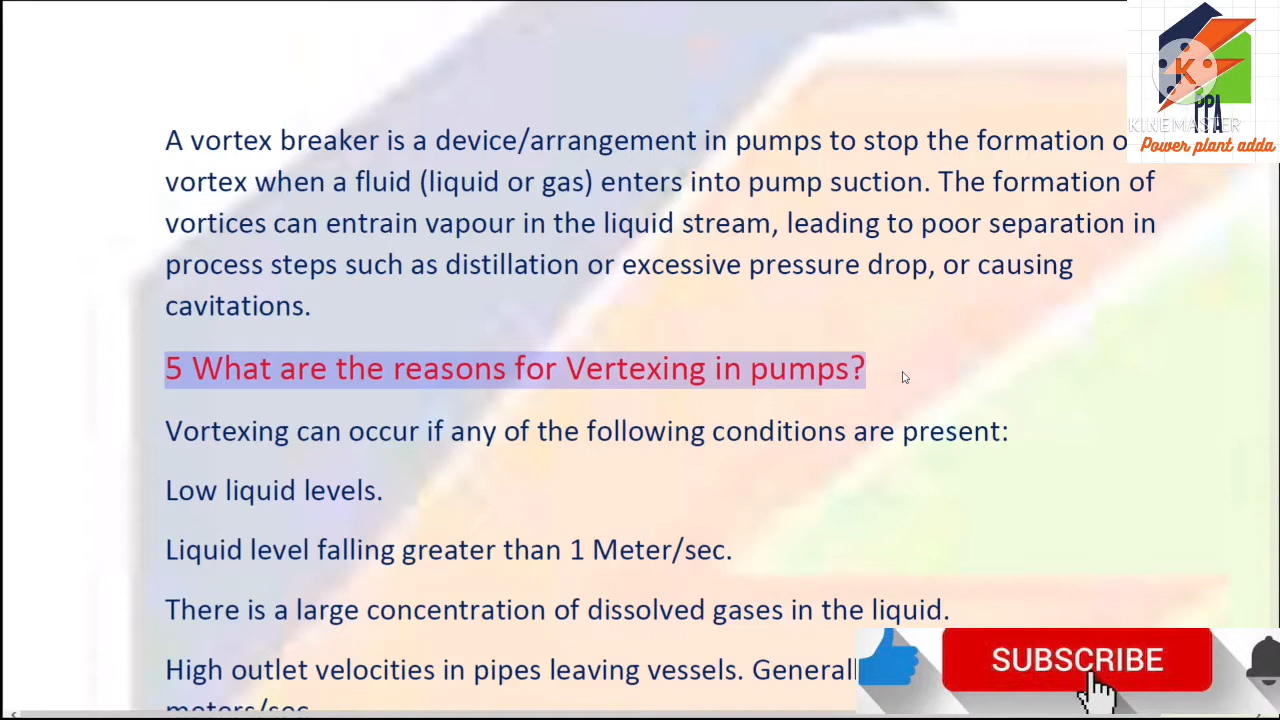 A vortex breaker is a device/arrangement in pumps to stop the formation
vortex when a fluid (liquid or gas) enters into pump suction. The formation of
vortices can entrain vapour in the liquid stream, leading to poor separation in
process steps such as distillation or excessive pressure drop, or causing
cavitations.
5 What are the reasons for Vertexing in pumps?
Vortexing can occur if any of the following conditions are present:
Low liquid levels.
Liquid level falling greater than 1 Meter/sec.
There is a large concentration of dissolved gases in the liquid.
High outlet velocities in pipes leaving vessels.
meters/sec
K
PPA
KINEMASTER
Power plant adda
SUBSCRIBE